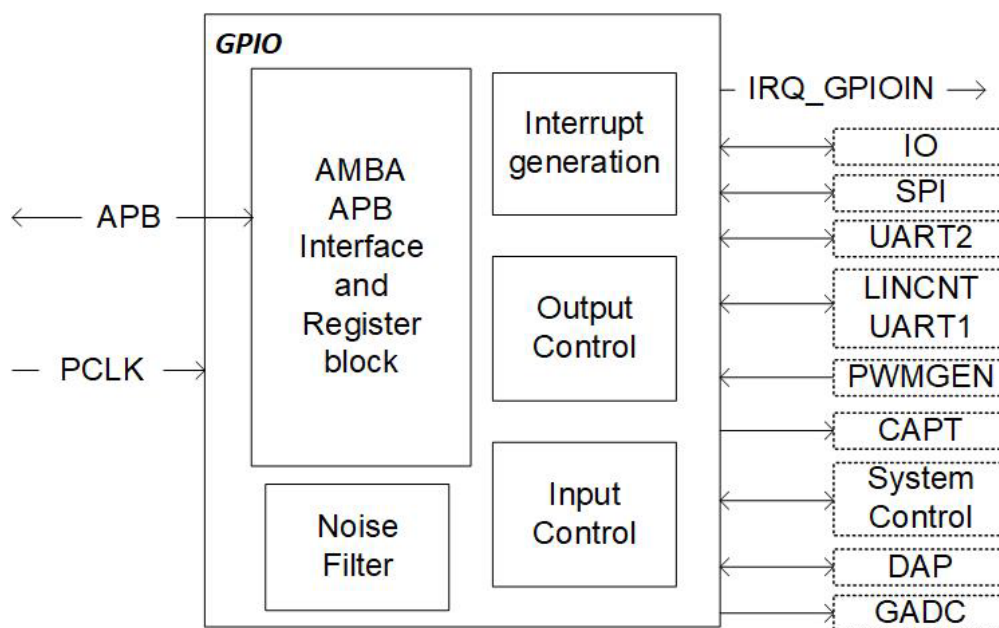 GPIO
AMBA
APB
Interface
and
Register
block
Noise
Filter
Interrupt
generation
Output
Control
Input
Control
APB
PCLK
IRQ_GPIOIN
IO
SPI
UART2
LINCNT
UART1
PWMGEN
CAPT
System
Control
DAP
GADC